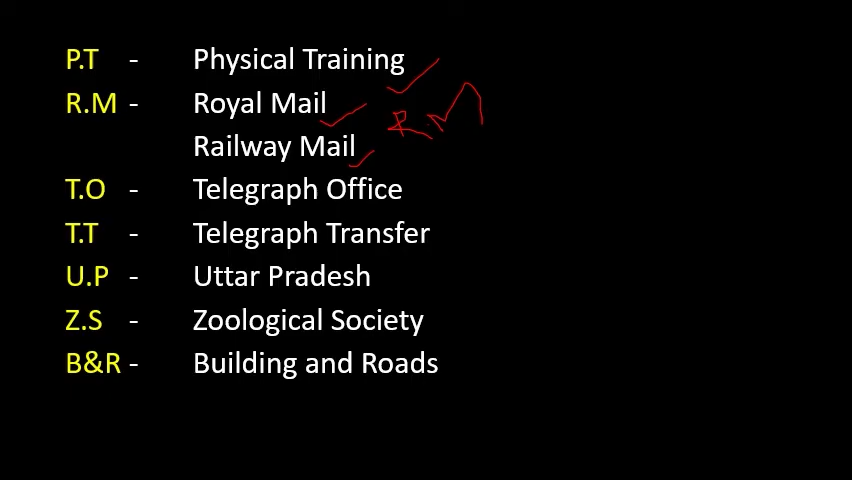 P.T - Physical Training
R.M - Royal Mail R.M
Railway Mail
T.O - Telegraph Office
T.T - Telegraph Transfer
U.P - Uttar Pradesh
Z.S - Zoological Society
B&R - Building and Roads